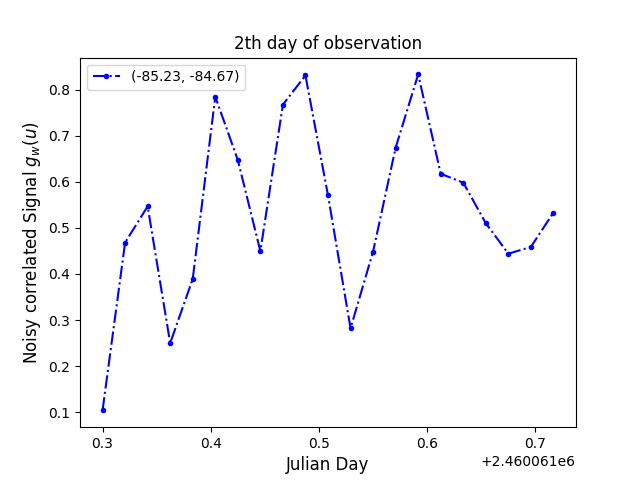 2th day of observation
(-85.23, -84.67)
Noisy correlated Signal g_w(u)
0.8
0.7
0.6
0.5
0.4
0.3
0.2
0.1
0.3 0.4 0.5 0.6 0.7
+2.460061e6
Julian Day